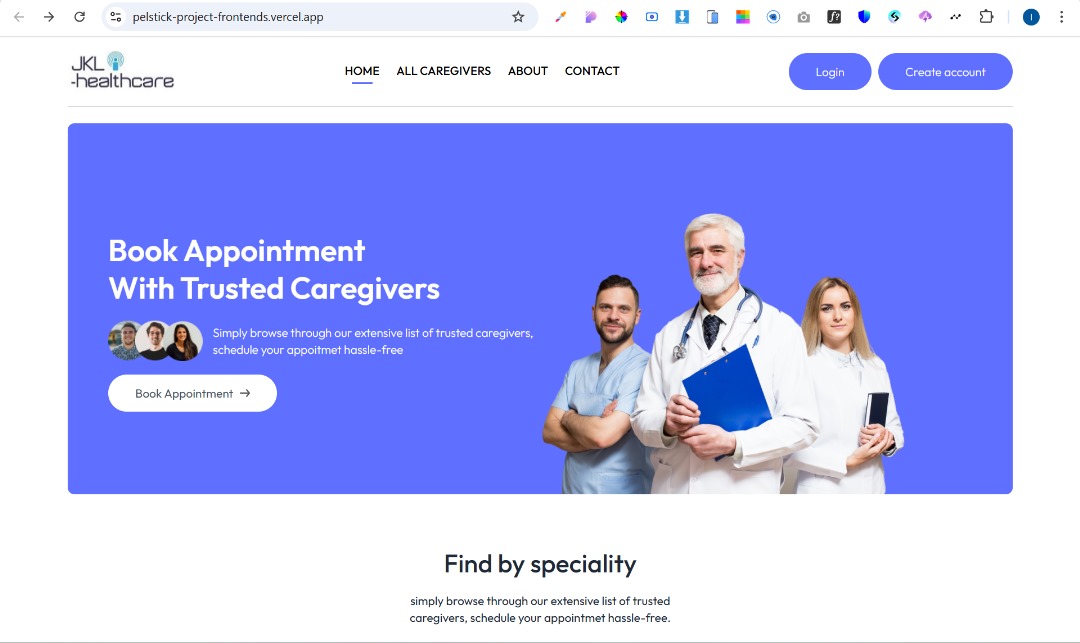 pelstick-project-frontends.vercel.app
JKL
-healthcare
HOME
ALL CAREGIVERS
ABOUT
CONTACT
Login
Create account
Book Appointment
With Trusted Caregivers
Simply browse through our extensive list of trusted caregivers,
schedule your appoitmet hassle-free
Book Appointment →
Find by speciality
simply browse through our extensive list of trusted
caregivers, schedule your appointmet hassle-free.